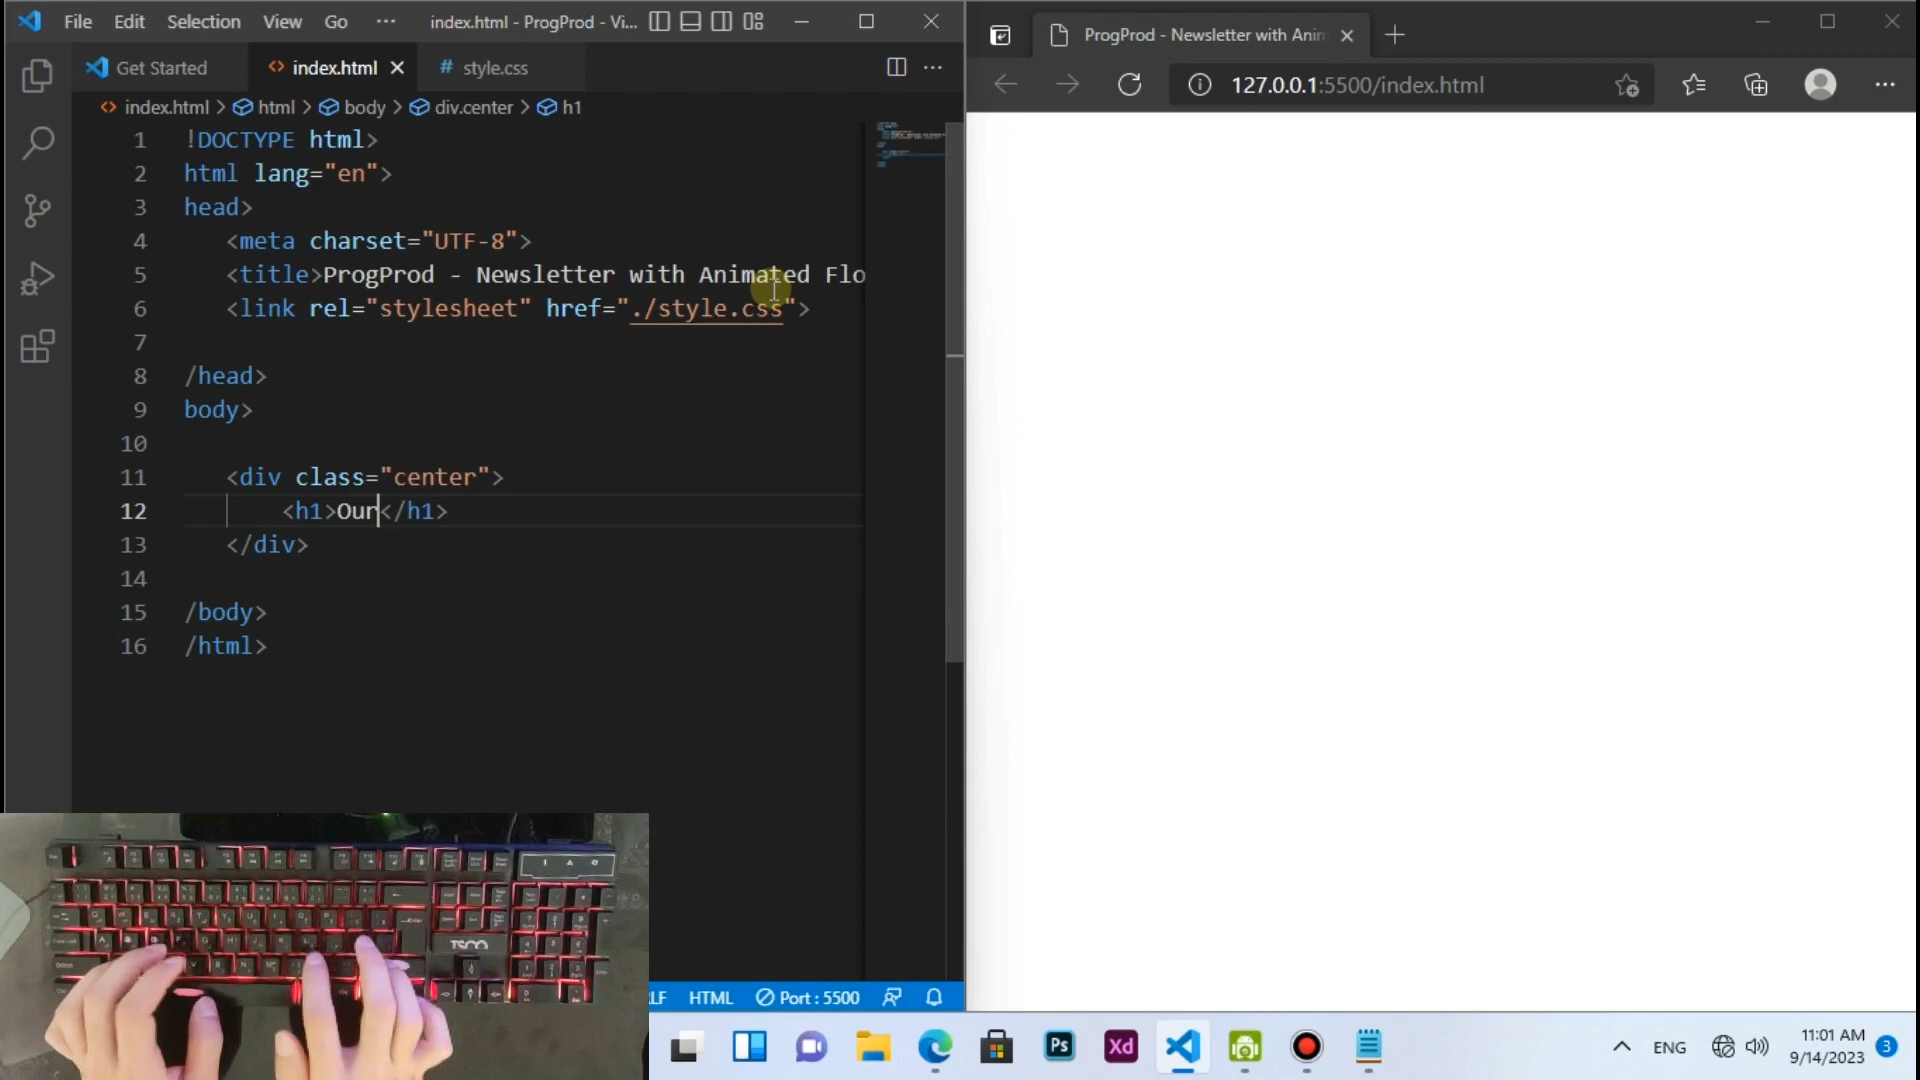 File Edit Selection View Go ··· index.html - ProgProd - Vi...
Get Started index.html style.css
index.html > html > body > div.center > h1
1 !DOCTYPE html>
2 html lang="en">
3 head>
4 <meta charset="UTF-8">
5 <title>ProgProd - Newsletter with Animated Flo
6 <link rel="stylesheet" href="./style.css">
7
8 /head>
9 body>
10
11 <div class="center">
12 <h1>Our</h1>
13 </div>
14
15 /body>
16 /html>
LF HTML Port : 5500
ProgProd - Newsletter with Anim
127.0.0.1:5500/index.html
TSCO
Ps Xd
ENG
11:01 AM
9/14/2023
3